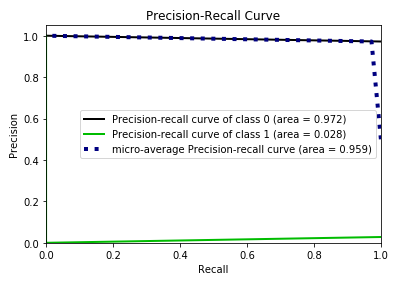 Precision-Recall Curve
1.0
0.8
0.6
0.4
0.2
0.0
Precision
Precision-recall curve of class 0 (area = 0.972)
Precision-recall curve of class 1 (area = 0.028)
micro-average Precision-recall curve (area = 0.959)
0.0 0.2 0.4 0.6 0.8 1.0
Recall